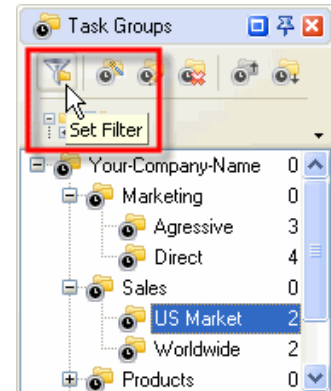 Task Groups
Set Filter
Your-Company-Name 0
Marketing 0
Agressive 3
Direct 4
Sales 0
US Market 2
Worldwide 2
Products 0